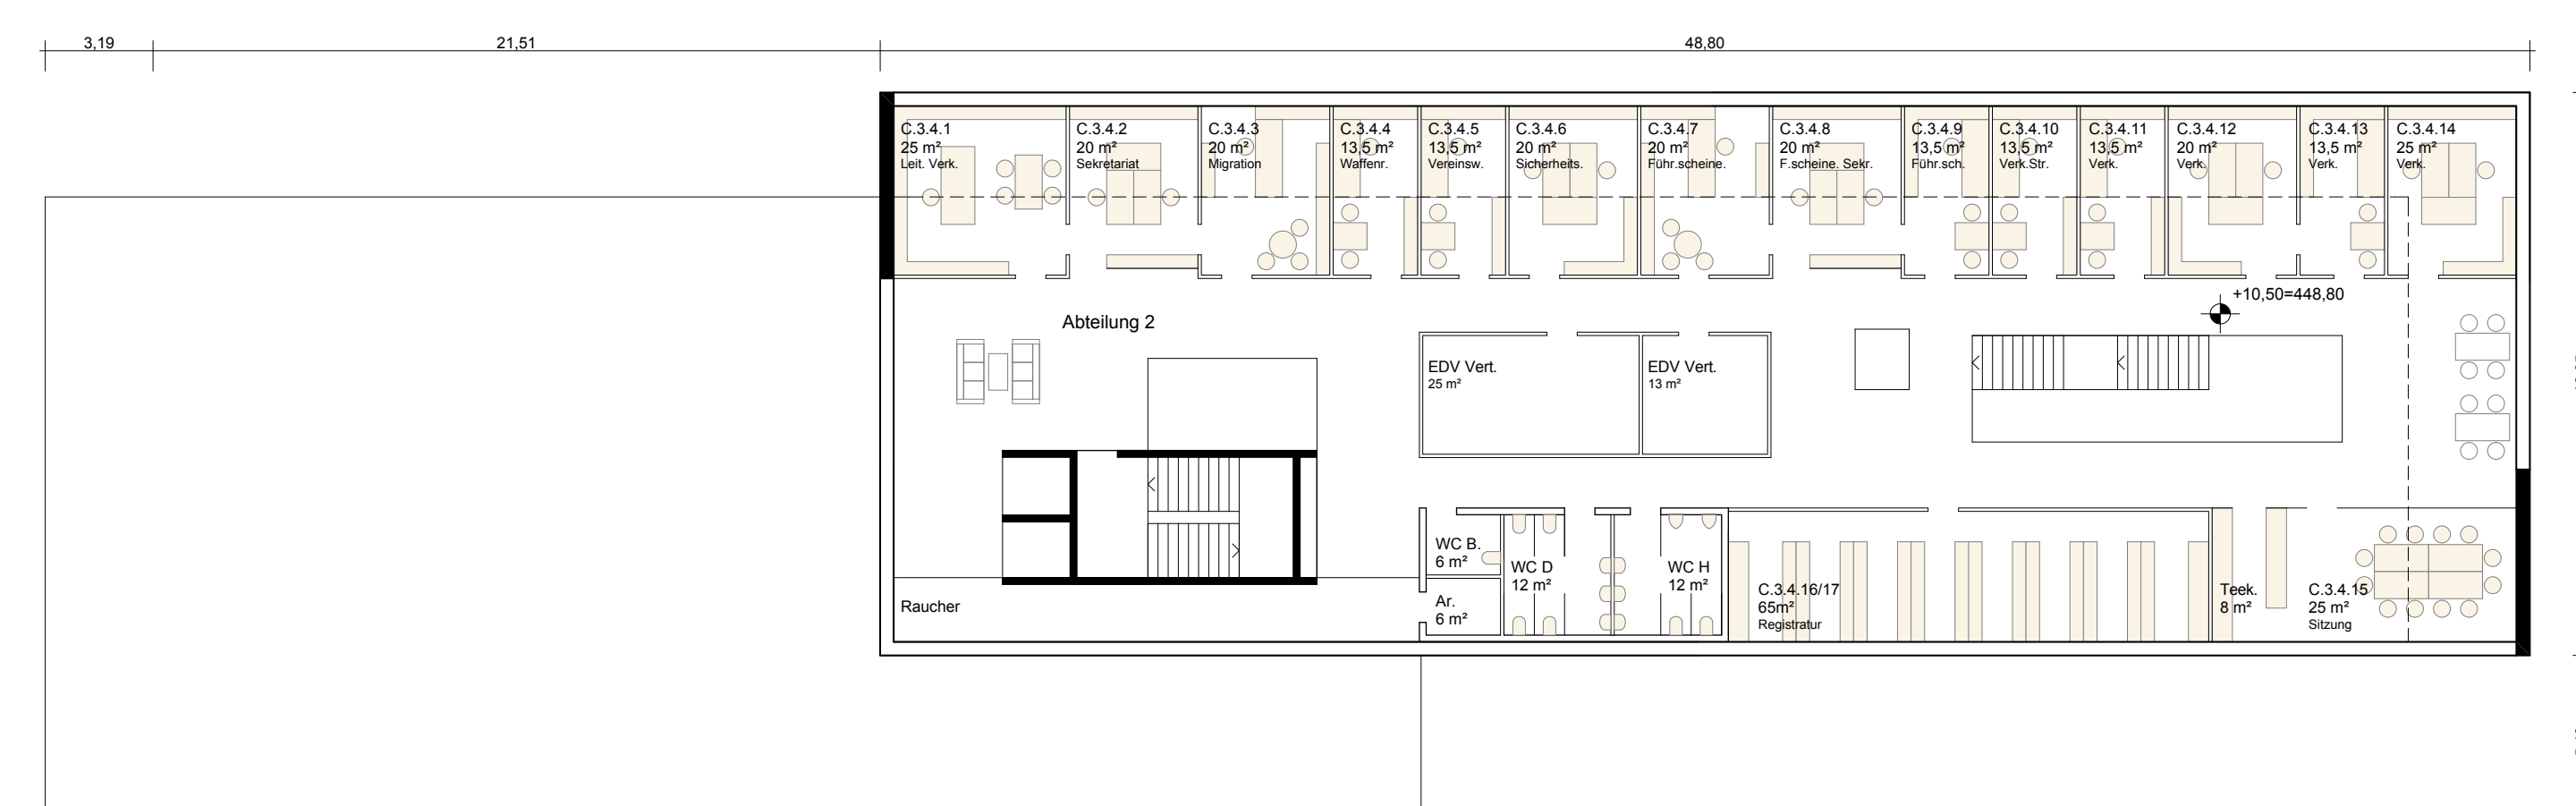 3,19
21,51
48,80
C.3.4.1
25 m²
Leit. Verk.
C.3.4.2
20 m²
Sekretariat
C.3.4.3
20 m²
Migration
C.3.4.4
13,5 m²
Waffenr.
C.3.4.5
13,5 m²
Vereinsw.
C.3.4.6
20 m²
Sicherheits.
C.3.4.7
20 m²
Führ.scheine.
C.3.4.8
20 m²
F.scheine. Sekr.
C.3.4.9
13,5 m²
Führ.sch.
C.3.4.10
13,5 m²
Verk.Str.
C.3.4.11
13,5 m²
Verk.
C.3.4.12
20 m²
Verk.
C.3.4.13
13,5 m²
Verk.
C.3.4.14
25 m²
Verk.
+10,50=448,80
Abteilung 2
EDV Vert.
25 m²
EDV Vert.
13 m²
WC B.
6 m²
WC D
12 m²
WC H
12 m²
Raucher
Ar.
6 m²
C.3.4.16/17
65m²
Registratur
Teek.
8 m²
C.3.4.15
25 m²
Sitzung